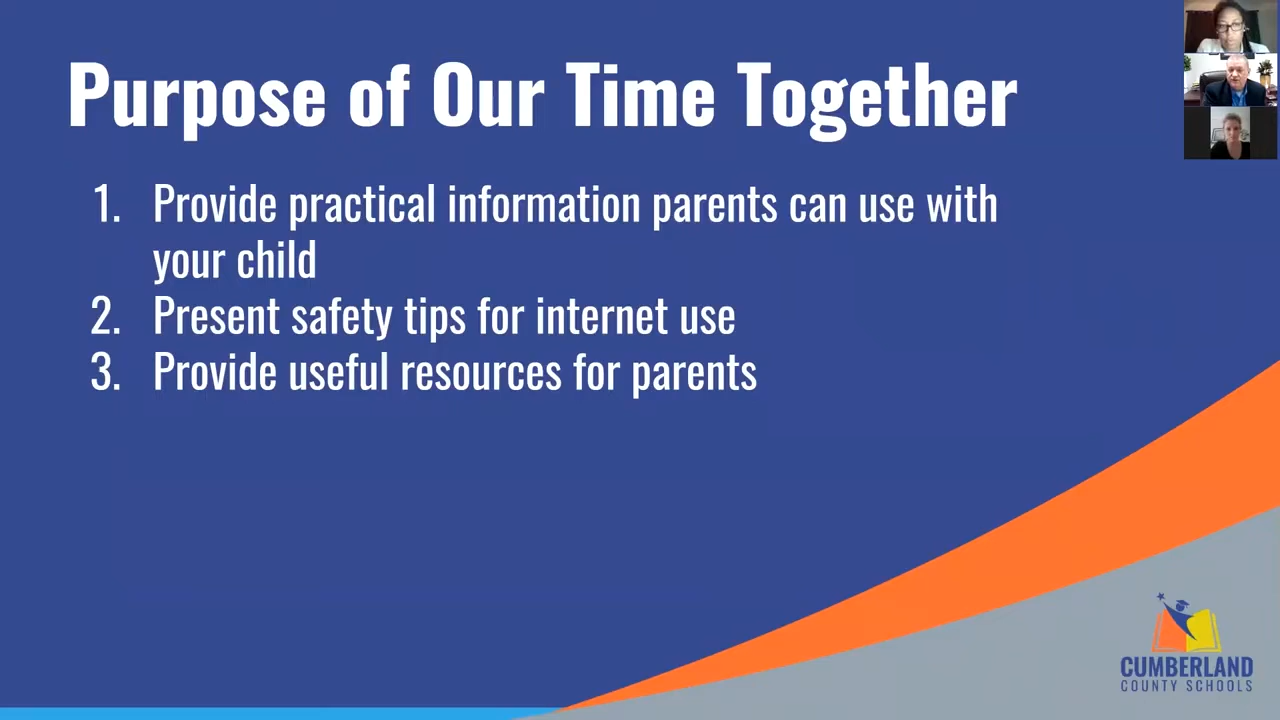 Purpose of Our Time Together
1. Provide practical information parents can use with
your child
2. Present safety tips for internet use
3. Provide useful resources for parents
CUMBERLAND
COUNTY SCHOOLS